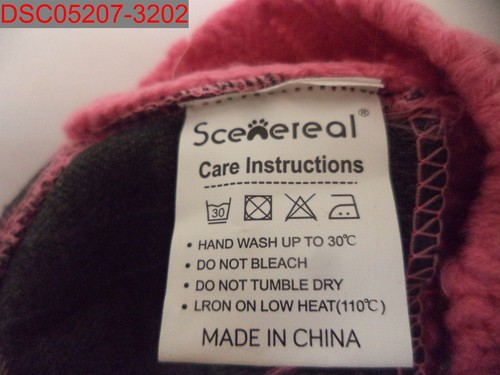 DSC05207-3202
Scenereal®
Care Instructions
30
• HAND WASH UP TO 30℃
• DO NOT BLEACH
• DO NOT TUMBLE DRY
• LRON ON LOW HEAT(110℃)
MADE IN CHINA